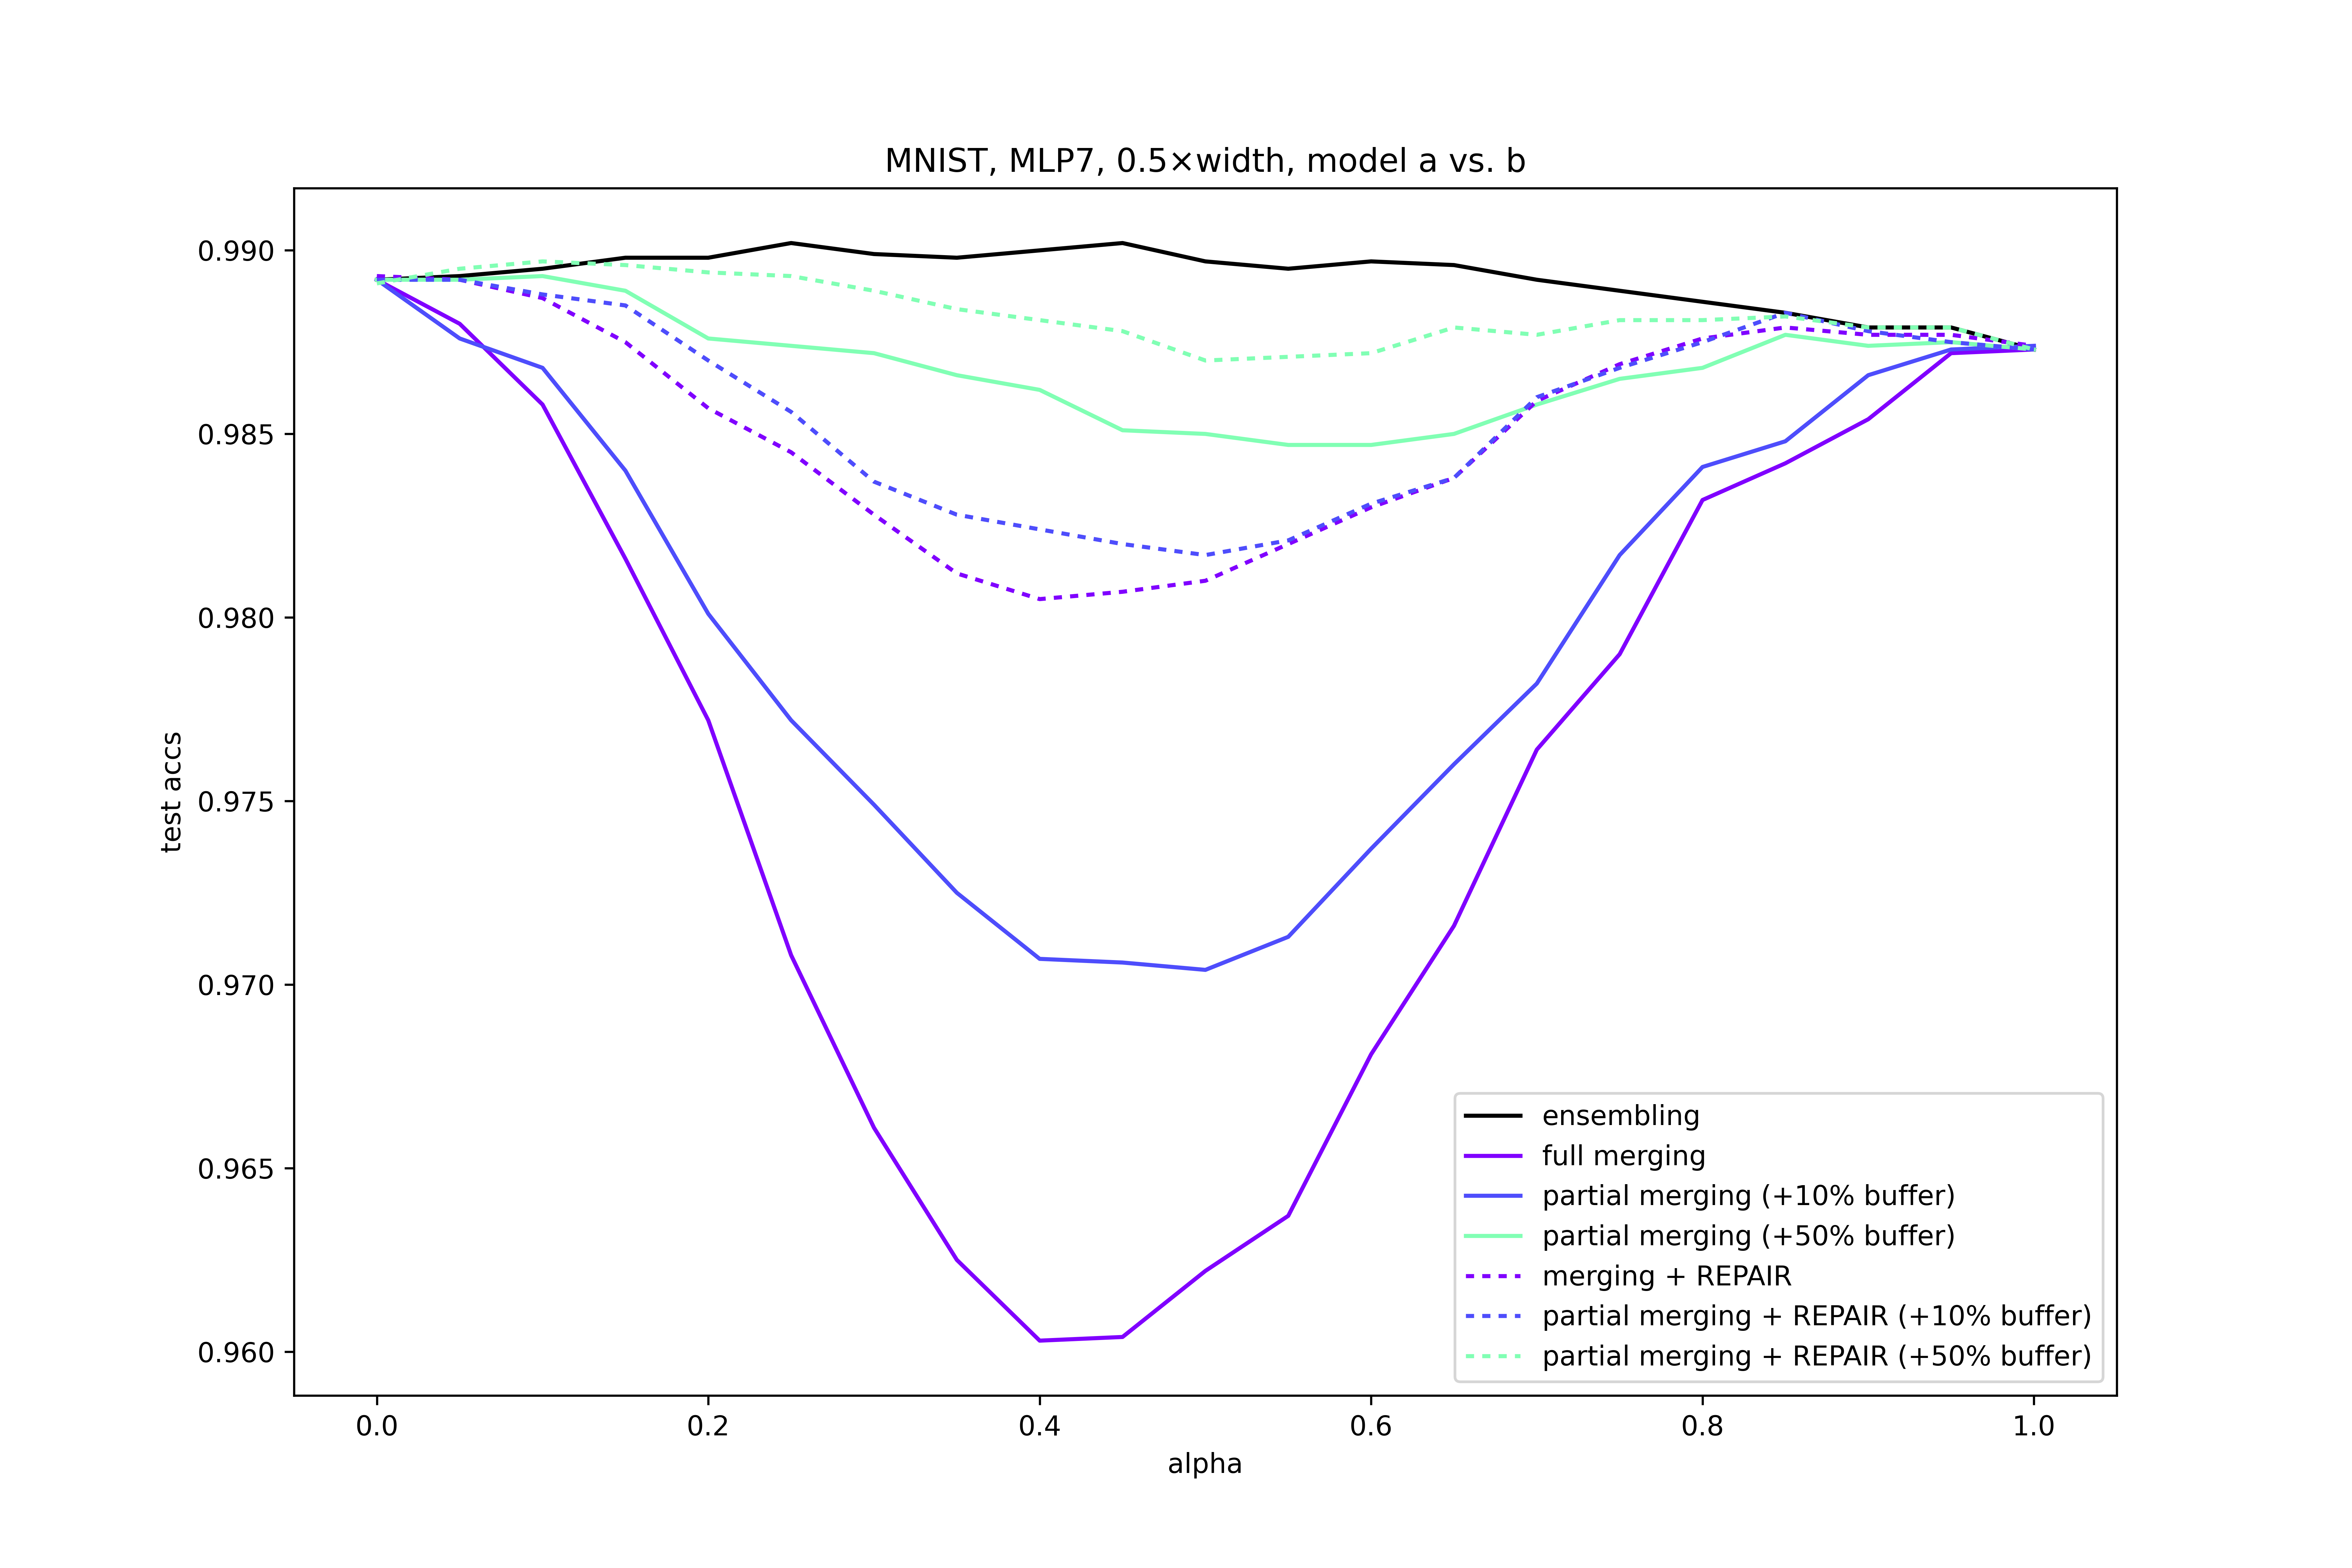 MNIST, MLP7, 0.5×width, model a vs. b
0.990
0.985
0.980
0.975
0.970
0.965
0.960
test accs
0.0 0.2 0.4 0.6 0.8 1.0
alpha
ensembling
full merging
partial merging (+10% buffer)
partial merging (+50% buffer)
merging + REPAIR
partial merging + REPAIR (+10% buffer)
partial merging + REPAIR (+50% buffer)